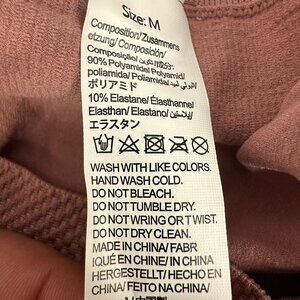 Size: M
Composition/Zusammens
etzung/Composición/
Composição/
90% Polyamide/Polyamid/
poliamida/Poliamid/
ポリアミド
10% Elastane/Élasthanne/
Elasthan/Elastano/إيلاستين/
エラスタン
WASH WITH LIKE COLORS.
HAND WASH COLD.
DO NOT BLEACH.
DO NOT TUMBLE DRY.
DO NOT WRING OR TWIST.
DO NOT DRY CLEAN.
MADE IN CHINA/ FABR
IQUÉ EN CHINE/ IN CHINA
HERGESTELLT/ HECHO EN
CHINA/ FEITO NA CHINA/